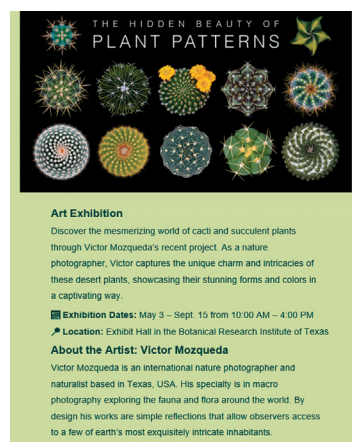 THE HIDDEN BEAUTY OF
PLANT PATTERNS
Art Exhibition
Discover the mesmerizing world of cacti and succulent plants
through Victor Mozqueda's recent project. As a nature
photographer, Victor captures the unique charm and intricacies of
these desert plants, showcasing their stunning forms and colors in
a captivating way.
Exhibition Dates: May 3 – Sept. 15 from 10:00 AM – 4:00 PM
Location: Exhibit Hall in the Botanical Research Institute of Texas
About the Artist: Victor Mozqueda
Victor Mozqueda is an international nature photographer and
naturalist based in Texas, USA. His specialty is in macro
photography exploring the fauna and flora around the world. By
design his works are simple reflections that allow observers access
to a few of earth's most exquisitely intricate inhabitants.